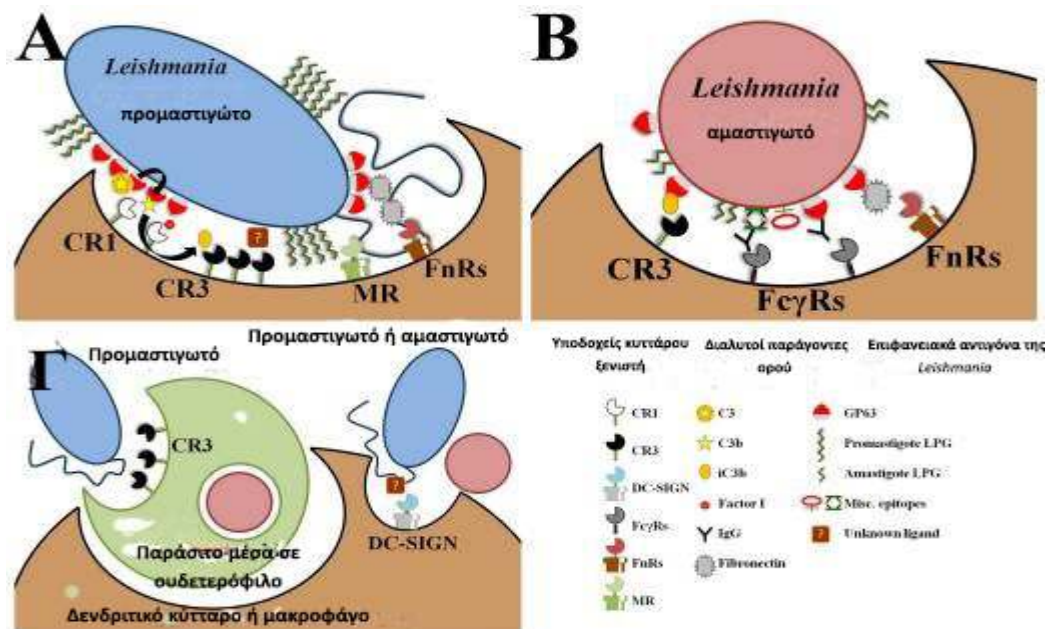 A
Leishmania
προμαστιγώτο
CR1
CR3
?
MR
FnRs
B
Leishmania
αμαστιγωτό
CR3
FcγRs
FnRs
Γ
Προμαστιγωτό
CR3
Παράσιτο μέσα σε
ουδετερόφιλο
Δενδριτικό κύτταρο ή μακροφάγο
Προμαστιγωτό ή αμαστιγωτό
?
DC-SIGN
Υποδοχείς κυττάρου
ξενιστή
CR1
CR3
DC-SIGN
FcγRs
FnRs
MR
Διαλυτοί παράγοντες
ορού
C3
C3b
iC3b
Factor I
IgG
Fibronectin
Επιφανειακά αντιγόνα της
Leishmania
GP63
Promastigote LPG
Amastigote LPG
Misc. epitopes
? Unknown ligand